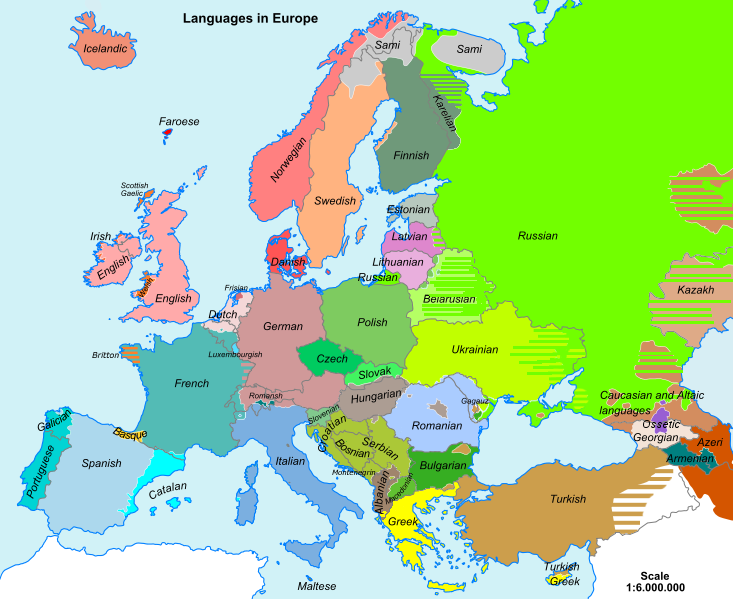 Languages in Europe
Icelandic
Sami
Sami
Faroese
Karelian
Norwegian
Finnish
Scottish
Gaelic
Swedish
Estonian
Irish
English
Latvian
Russian
Danish
Lithuanian
Russian
Welsh
English
Frisian
Dutch
Belarusian
Kazakh
German
Polish
Ukrainian
Britton
Luxembourgish
Czech
Slovak
French
Romansh
Hungarian
Gagauz
Caucasian and Altaic
languages
Galician
Basque
Slovenian
Croatian
Romanian
Ossetic
Georgian
Azeri
Portuguese
Spanish
Italian
Bosnian
Serbian
Bulgarian
Armenian
Catalan
Montenegrin
Albanian
Macedonian
Turkish
Greek
Maltese
Turkish
Greek
Scale
1:6.000.000